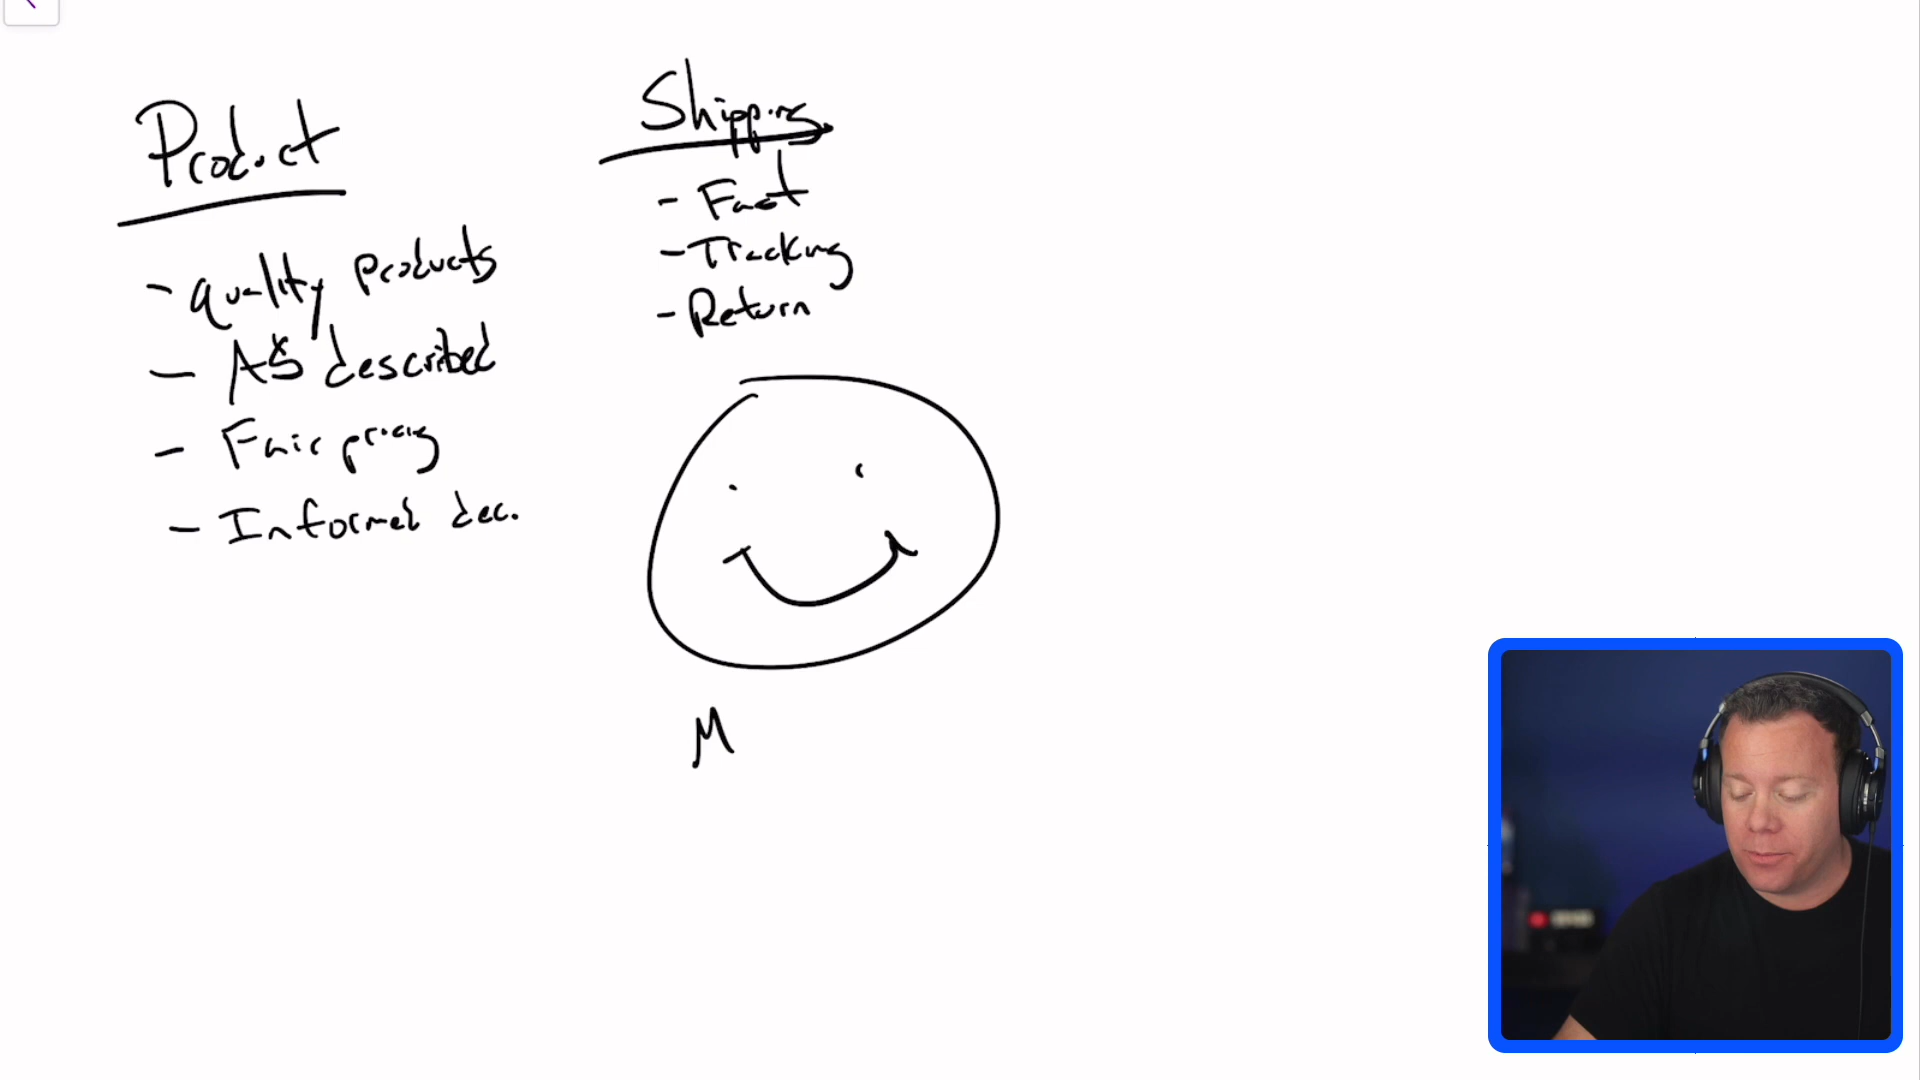 Product
- quality products
- AS described
- Fair pricing
- Informed dec.
Shipping
- Fast
- Tracking
- Return
M